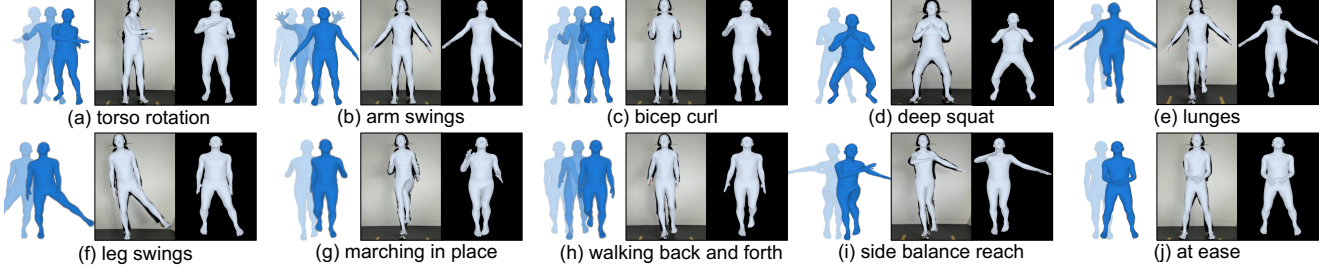 (a) torso rotation
(b) arm swings
(c) bicep curl
(d) deep squat
(e) lunges
(f) leg swings
(g) marching in place
(h) walking back and forth
(i) side balance reach
(j) at ease